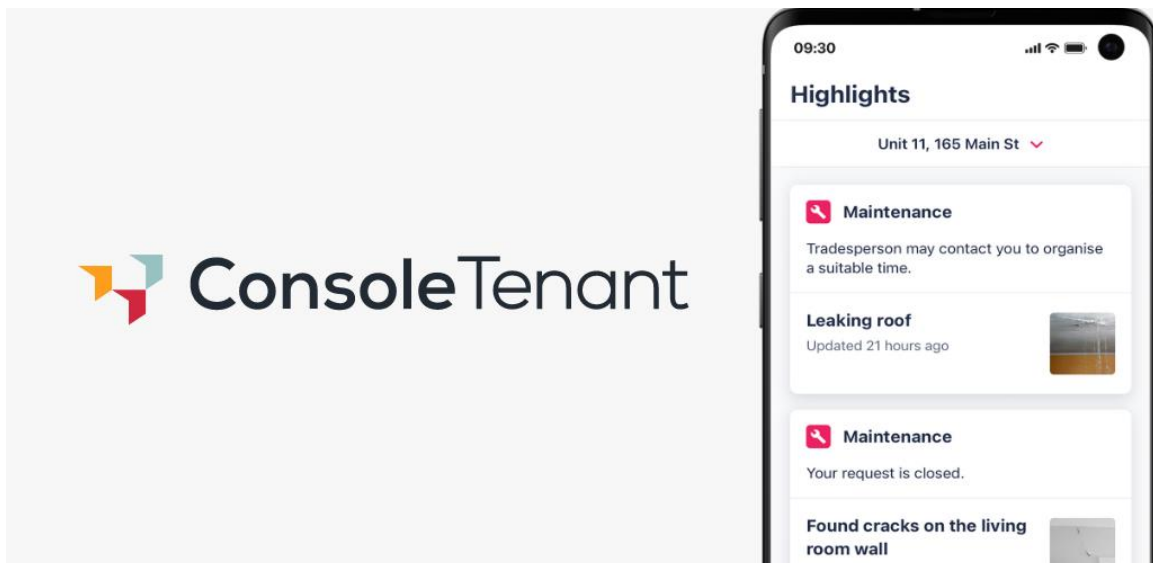 ConsoleTenant
09:30
Highlights
Unit 11, 165 Main St
Maintenance
Tradesperson may contact you to organise
a suitable time.
Leaking roof
Updated 21 hours ago
Maintenance
Your request is closed.
Found cracks on the living
room wall